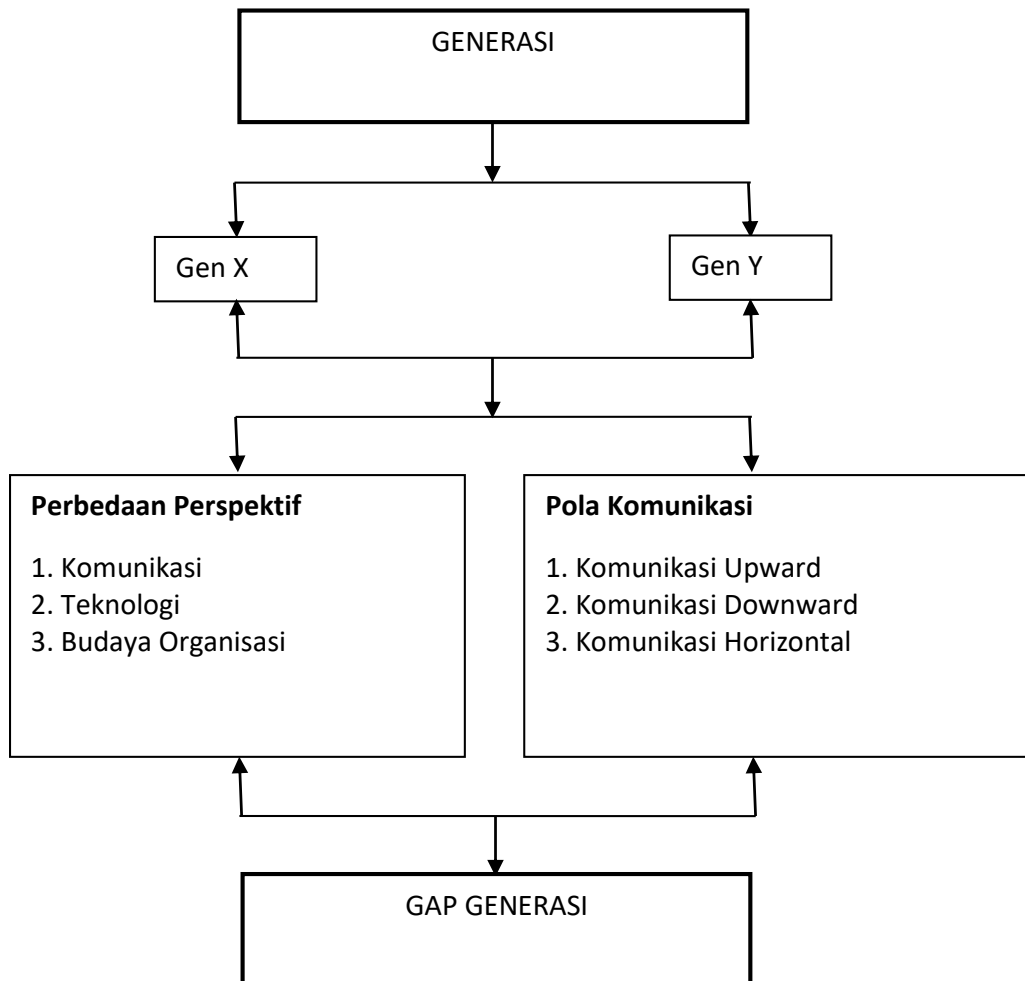 GENERASI
Gen X
Gen Y
Perbedaan Perspektif
1. Komunikasi
2. Teknologi
3. Budaya Organisasi
Pola Komunikasi
1. Komunikasi Upward
2. Komunikasi Downward
3. Komunikasi Horizontal
GAP GENERASI